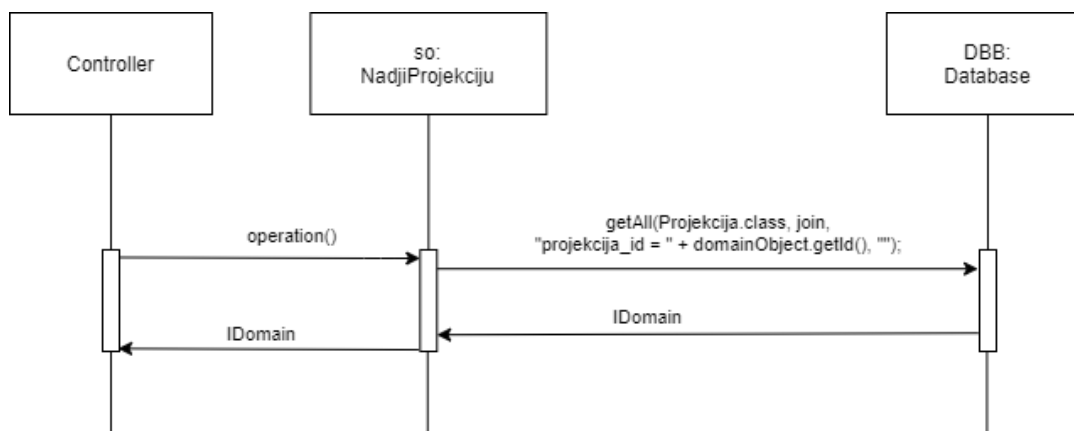 Controller
so:
NadjiProjekciju
DBB:
Database
operation()
getAll(Projekcija.class, join,
"projekcija_id = " + domainObject.getId(), "");
IDomain
IDomain